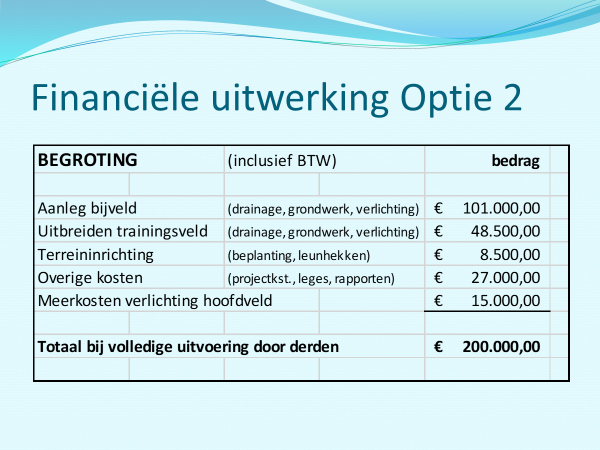 Financiële uitwerking Optie 2
BEGROTING (inclusief BTW) bedrag
Aanleg bijveld (drainage, grondwerk, verlichting) € 101.000,00
Uitbreiden trainingsveld (drainage, grondwerk, verlichting) € 48.500,00
Terreininrichting (beplanting, leunhekken) € 8.500,00
Overige kosten (projectkst., leges, rapporten) € 27.000,00
Meerkosten verlichting hoofdveld € 15.000,00
Totaal bij volledige uitvoering door derden € 200.000,00